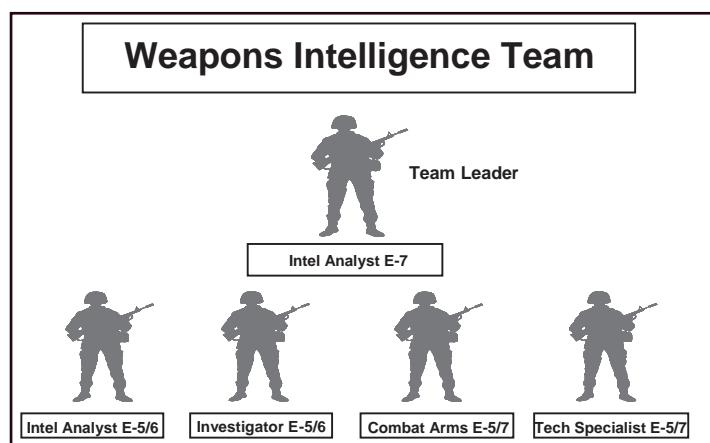 Weapons Intelligence Team
Team Leader
Intel Analyst E-7
Intel Analyst E-5/6
Investigator E-5/6
Combat Arms E-5/7
Tech Specialist E-5/7